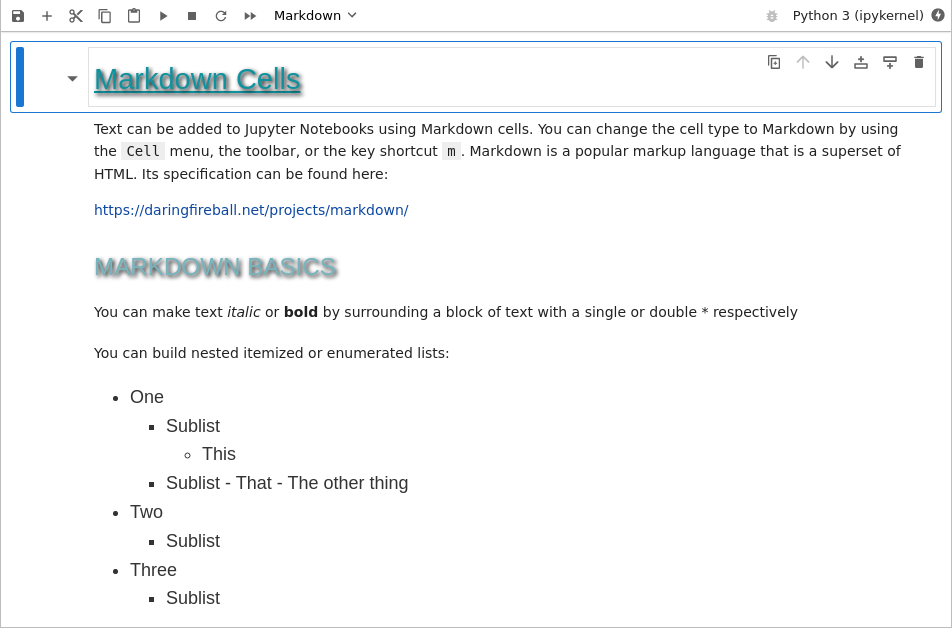 Markdown
Python 3 (ipykernel)
Markdown Cells
Text can be added to Jupyter Notebooks using Markdown cells. You can change the cell type to Markdown by using
the Cell menu, the toolbar, or the key shortcut m. Markdown is a popular markup language that is a superset of
HTML. Its specification can be found here:
https://daringfireball.net/projects/markdown/
MARKDOWN BASICS
You can make text italic or bold by surrounding a block of text with a single or double * respectively
You can build nested itemized or enumerated lists:
One
Sublist
This
Sublist - That - The other thing
Two
Sublist
Three
Sublist